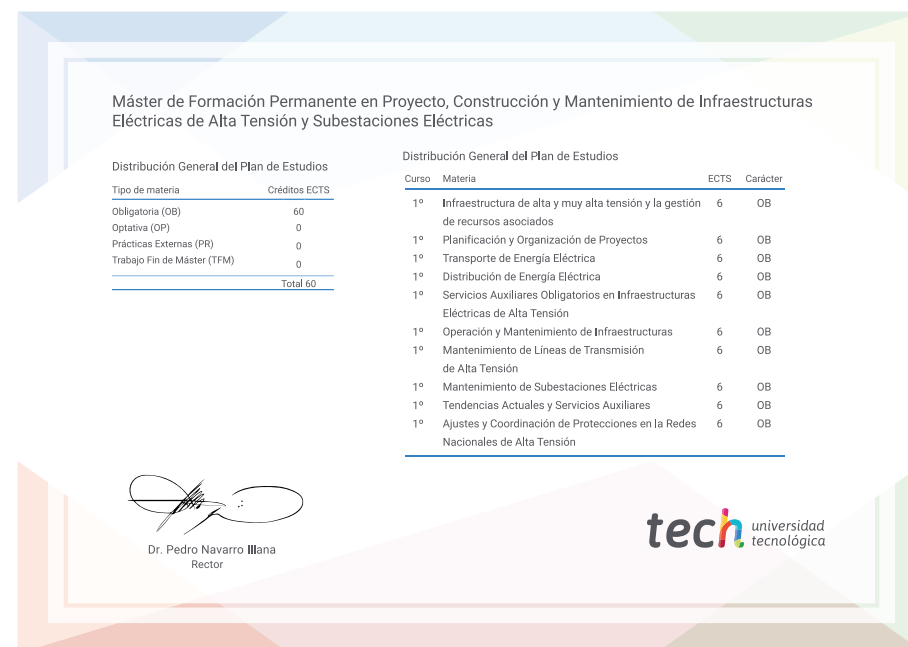 Máster de Formación Permanente en Proyecto, Construcción y Mantenimiento de Infraestructuras
Eléctricas de Alta Tensión y Subestaciones Eléctricas
Distribución General del Plan de Estudios
Tipo de materia Créditos ECTS
Obligatoria (OB) 60
Optativa (OP) 0
Prácticas Externas (PR) 0
Trabajo Fin de Máster (TFM) 0
Total 60
Distribución General del Plan de Estudios
Curso Materia ECTS Carácter
1º Infraestructura de alta y muy alta tensión y la gestión 6 OB
de recursos asociados
1º Planificación y Organización de Proyectos 6 OB
1º Transporte de Energía Eléctrica 6 OB
1º Distribución de Energía Eléctrica 6 OB
1º Servicios Auxiliares Obligatorios en Infraestructuras 6 OB
Eléctricas de Alta Tensión
1º Operación y Mantenimiento de Infraestructuras 6 OB
1º Mantenimiento de Líneas de Transmisión 6 OB
de Alta Tensión
1º Mantenimiento de Subestaciones Eléctricas 6 OB
1º Tendencias Actuales y Servicios Auxiliares 6 OB
1º Ajustes y Coordinación de Protecciones en la Redes 6 OB
Nacionales de Alta Tensión
Dr. Pedro Navarro Illana
Rector
tech universidad
tecnológica